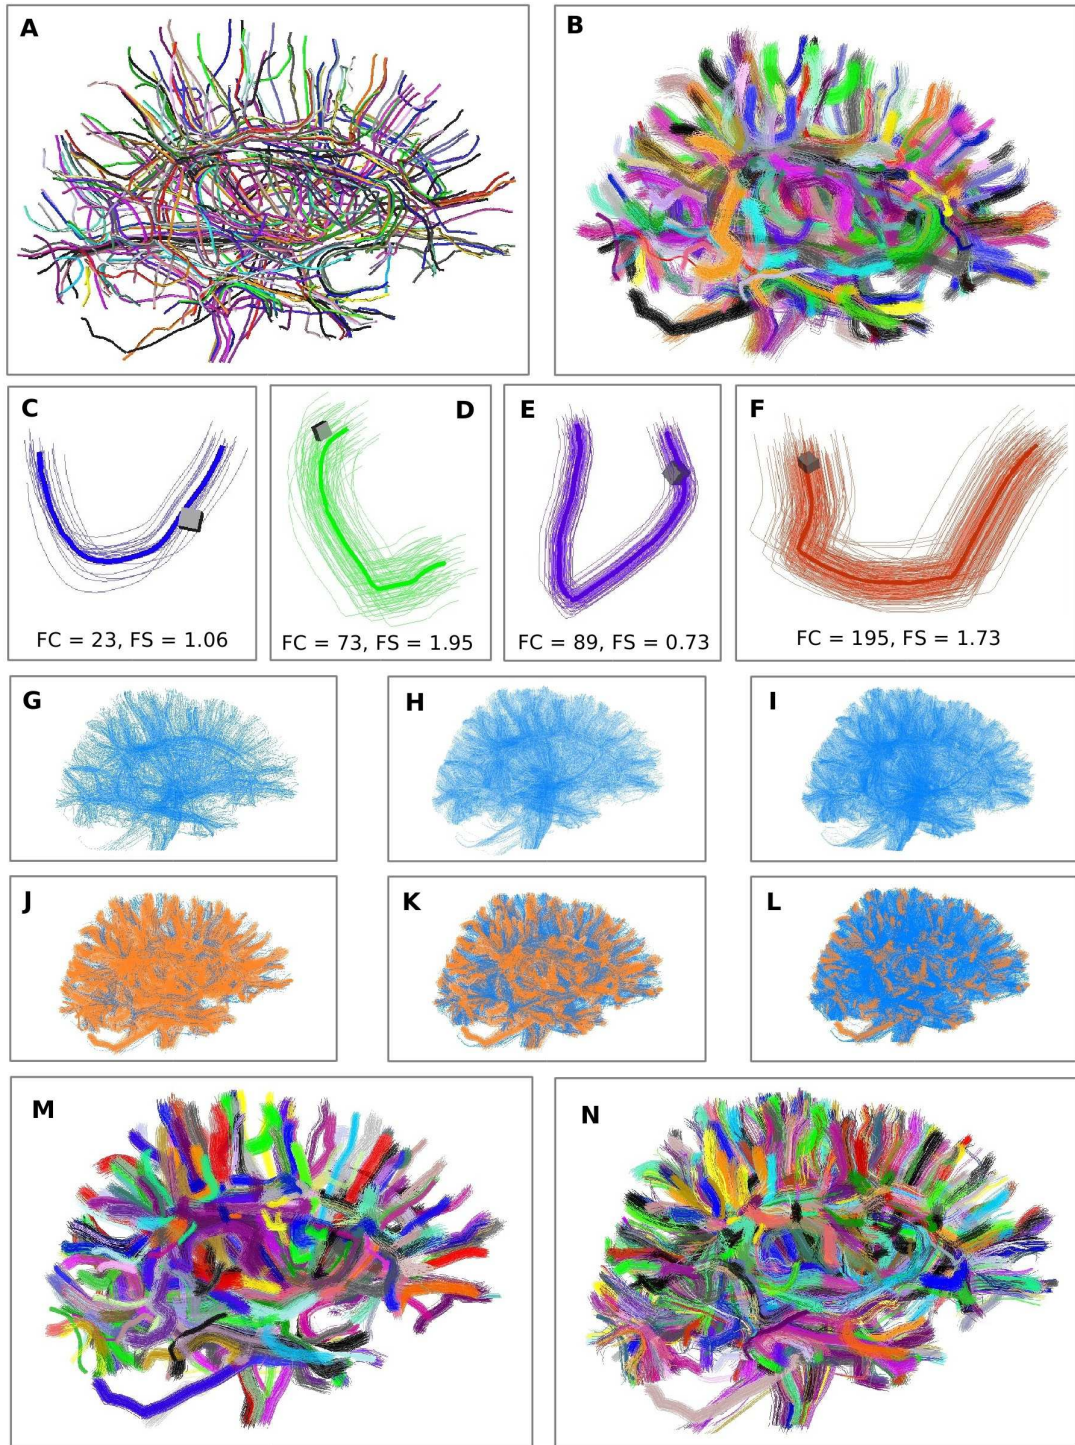 A
B
C
D
E
F
FC = 23, FS = 1.06
FC = 73, FS = 1.95
FC = 89, FS = 0.73
FC = 195, FS = 1.73
G
H
I
J
K
L
M
N